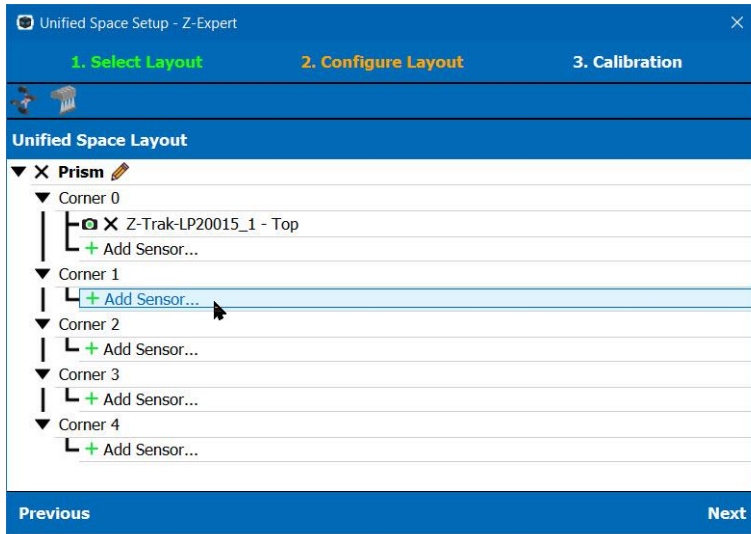 Unified Space Setup - Z-Expert
1. Select Layout 2. Configure Layout 3. Calibration
Unified Space Layout
Prism
Corner 0
Z-Trak-LP20015_1 - Top
+ Add Sensor...
Corner 1
+ Add Sensor...
Corner 2
+ Add Sensor...
Corner 3
+ Add Sensor...
Corner 4
+ Add Sensor...
Previous Next